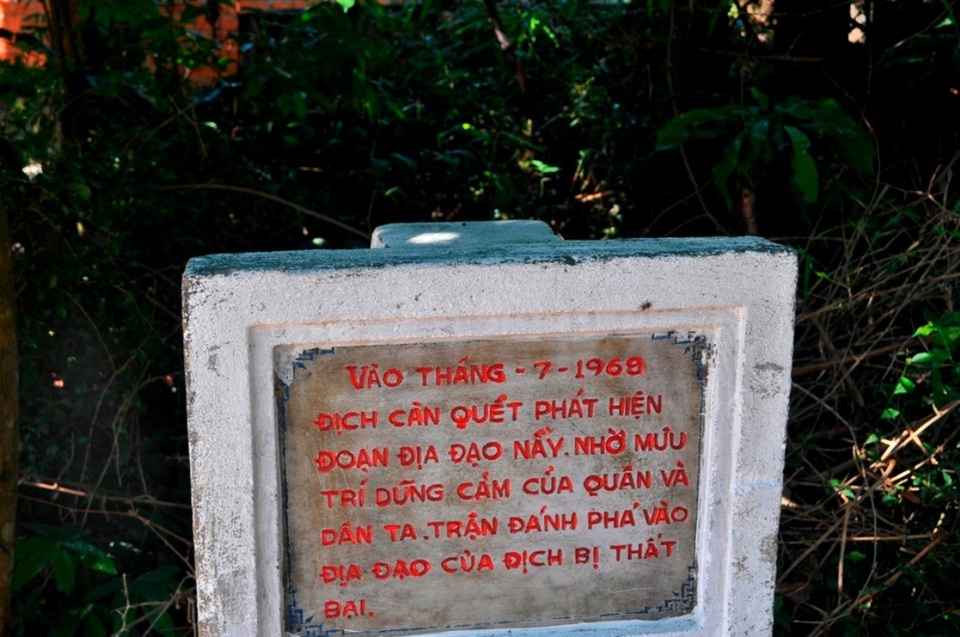 VÀO THÁNG - 7 - 1968
ĐỊCH CÀN QUÉT PHÁT HIỆN
ĐOẠN ĐỊA ĐẠO NẦY. NHỜ MƯU
TRÍ DŨNG CẢM CỦA QUÂN VÀ
DÂN TA. TRẬN ĐÁNH PHÁ VÀO
ĐỊA ĐẠO CỦA ĐỊCH BỊ THẤT
BẠI.